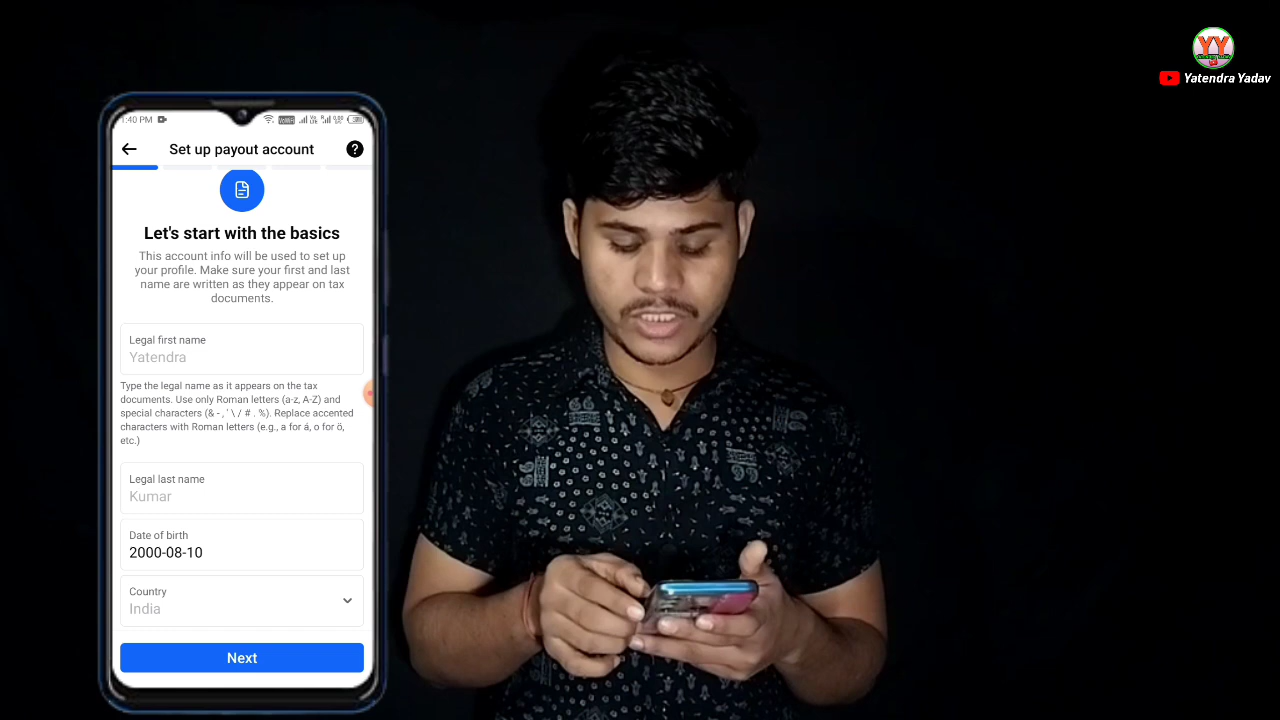 YY
Yatendra Yadav
1:40 PM
Set up payout account
?
Let's start with the basics
This account info will be used to set up
your profile. Make sure your first and last
name are written as they appear on tax
documents.
Legal first name
Yatendra
Type the legal name as it appears on the tax
documents. Use only Roman letters (a-z, A-Z) and
special characters (& - , ' \ / # . %). Replace accented
characters with Roman letters (e.g., a for á, o for ö,
etc.)
Legal last name
Kumar
Date of birth
2000-08-10
Country
India
Next